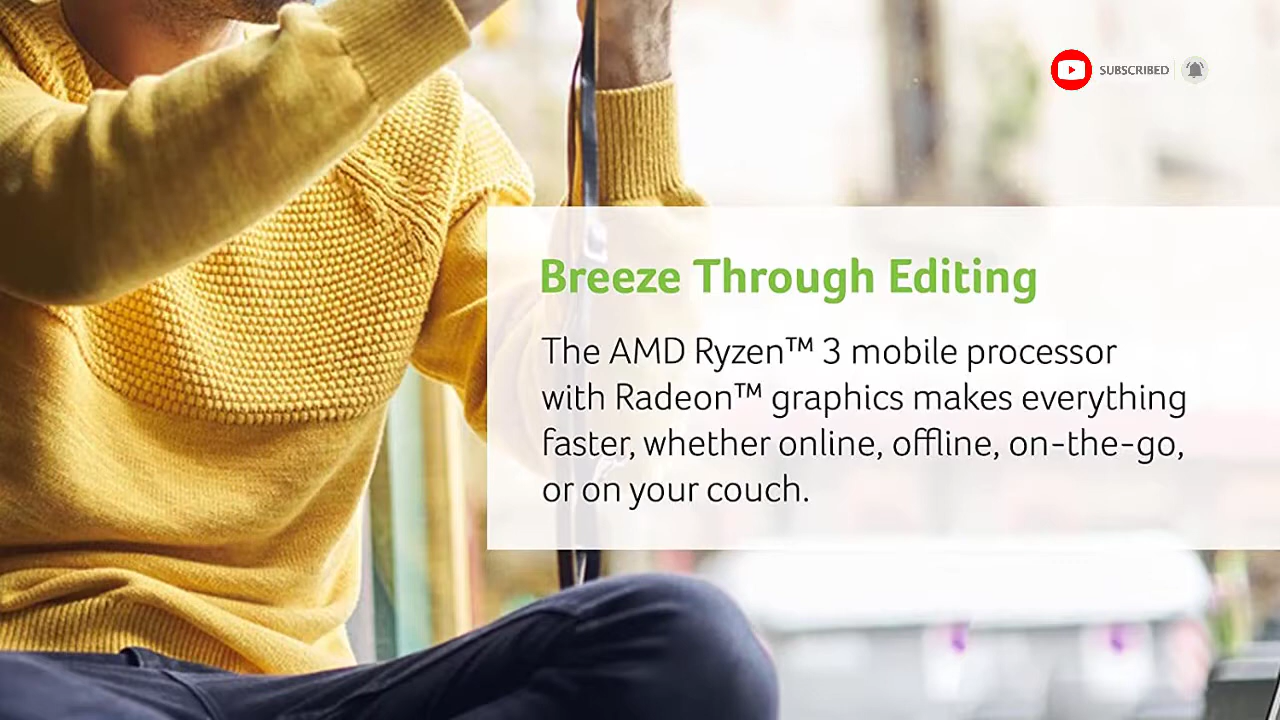 SUBSCRIBED
Breeze Through Editing
The AMD Ryzen™ 3 mobile processor
with Radeon™ graphics makes everything
faster, whether online, offline, on-the-go,
or on your couch.